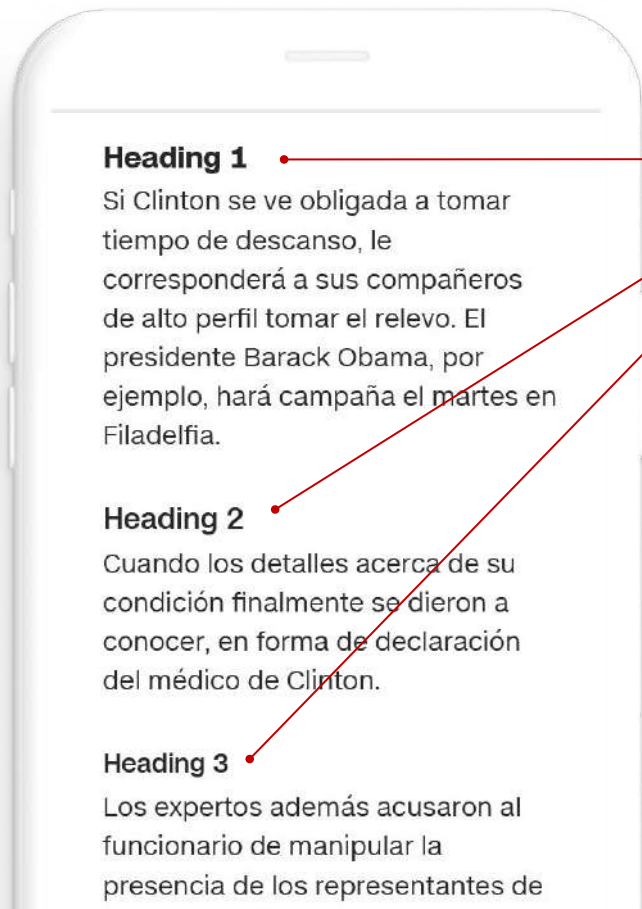 Heading 1
Si Clinton se ve obligada a tomar
tiempo de descanso, le
corresponderá a sus compañeros
de alto perfil tomar el relevo. El
presidente Barack Obama, por
ejemplo, hará campaña el martes en
Filadelfia.
Heading 2
Cuando los detalles acerca de su
condición finalmente se dieron a
conocer, en forma de declaración
del médico de Clinton.
Heading 3
Los expertos además acusaron al
funcionario de manipular la
presencia de los representantes de